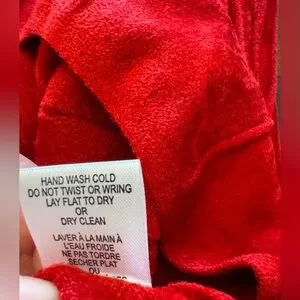 HAND WASH COLD
DO NOT TWIST OR WRING
LAY FLAT TO DRY
OR
DRY CLEAN
LAVER À LA MAIN À
L'EAU FROIDE
NE PAS TORDRE
SECHER PLAT
OU